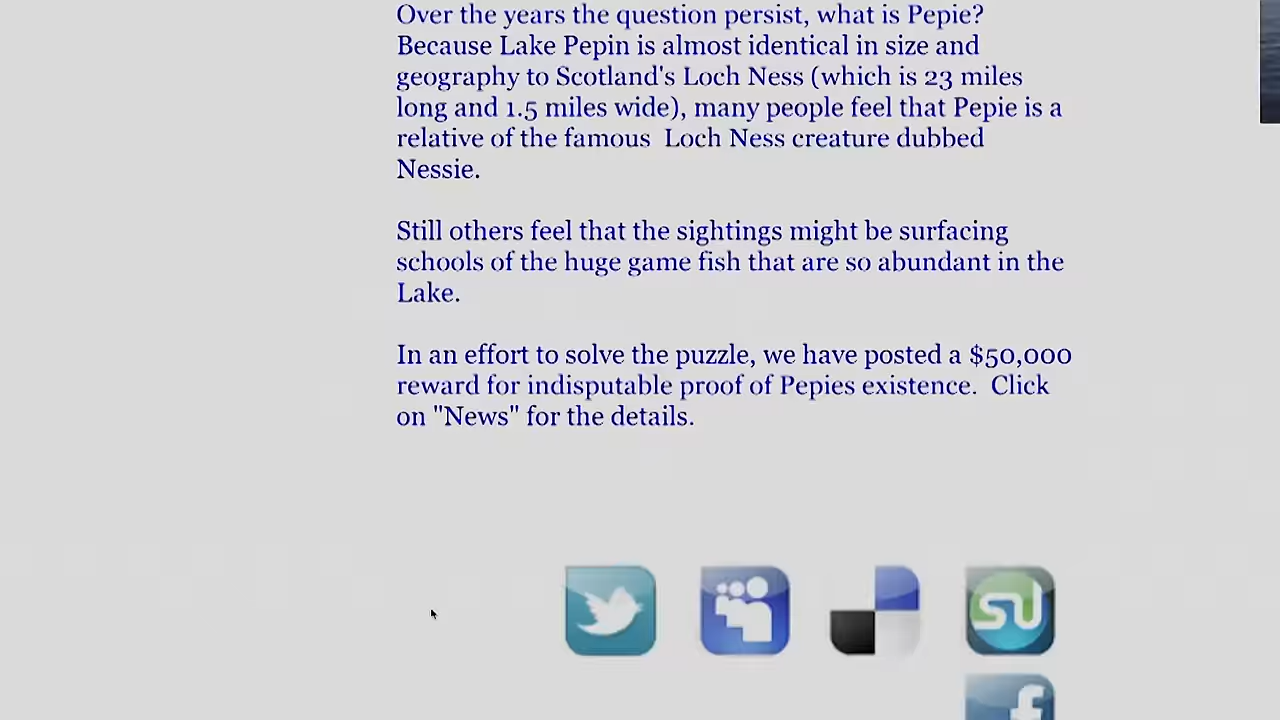 Over the years the question persist, what is Pepie?
Because Lake Pepin is almost identical in size and
geography to Scotland's Loch Ness (which is 23 miles
long and 1.5 miles wide), many people feel that Pepie is a
relative of the famous  Loch Ness creature dubbed
Nessie.
Still others feel that the sightings might be surfacing
schools of the huge game fish that are so abundant in the
Lake.
In an effort to solve the puzzle, we have posted a $50,000
reward for indisputable proof of Pepies existence.  Click
on "News" for the details.